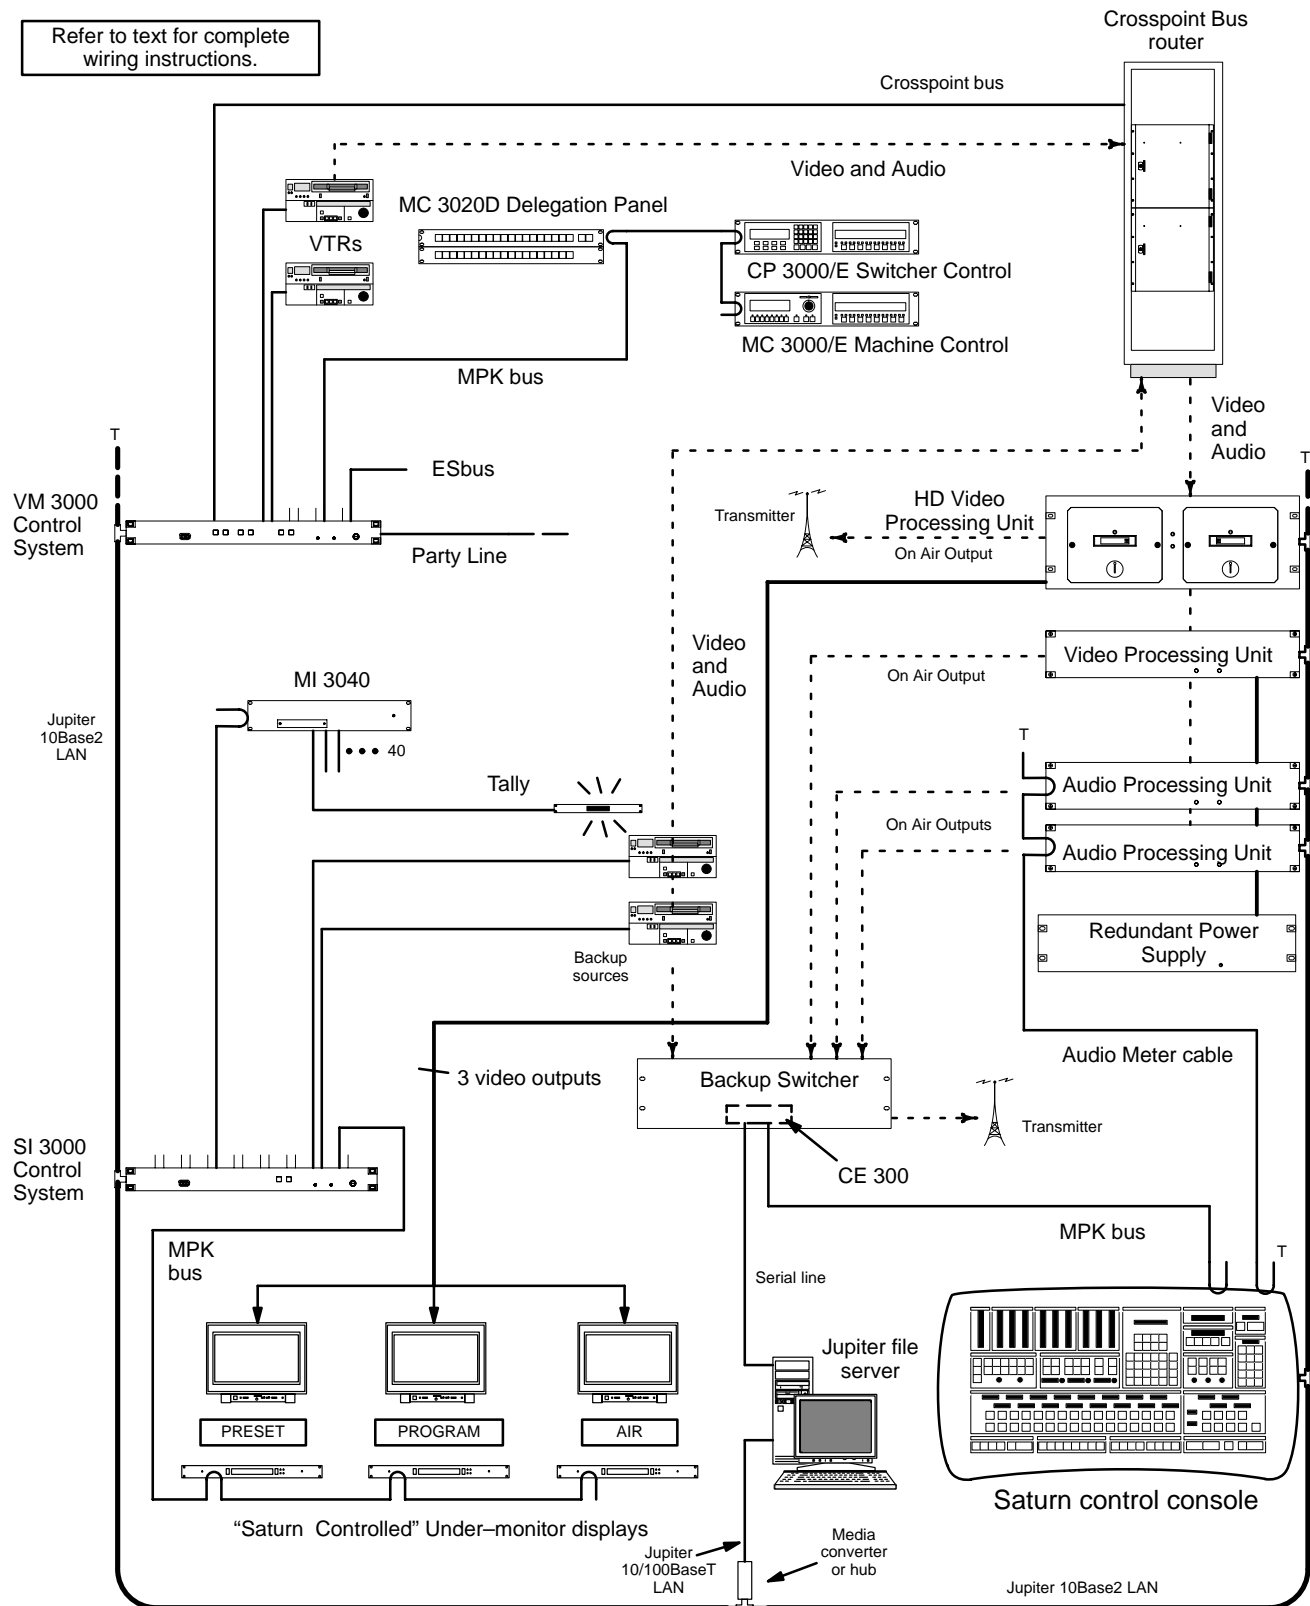 Refer to text for complete
wiring instructions.
Crosspoint Bus
router
Crosspoint bus
Video and Audio
MC 3020D Delegation Panel
VTRs
CP 3000/E Switcher Control
MC 3000/E Machine Control
MPK bus
Video
and
Audio
T
T
ESbus
VM 3000
Control
System
Party Line
Transmitter
HD Video
Processing Unit
On Air Output
Video
and
Audio
Video Processing Unit
On Air Output
MI 3040
40
Jupiter
10Base2
LAN
T
Tally
Audio Processing Unit
On Air Outputs
Audio Processing Unit
Redundant Power
Supply
Backup
sources
Audio Meter cable
3 video outputs
Backup Switcher
Transmitter
CE 300
SI 3000
Control
System
MPK
bus
MPK bus
T
Serial line
Jupiter file
server
PRESET
PROGRAM
AIR
Saturn control console
“Saturn Controlled” Under–monitor displays
Jupiter
10/100BaseT
LAN
Media
converter
or hub
Jupiter 10Base2 LAN